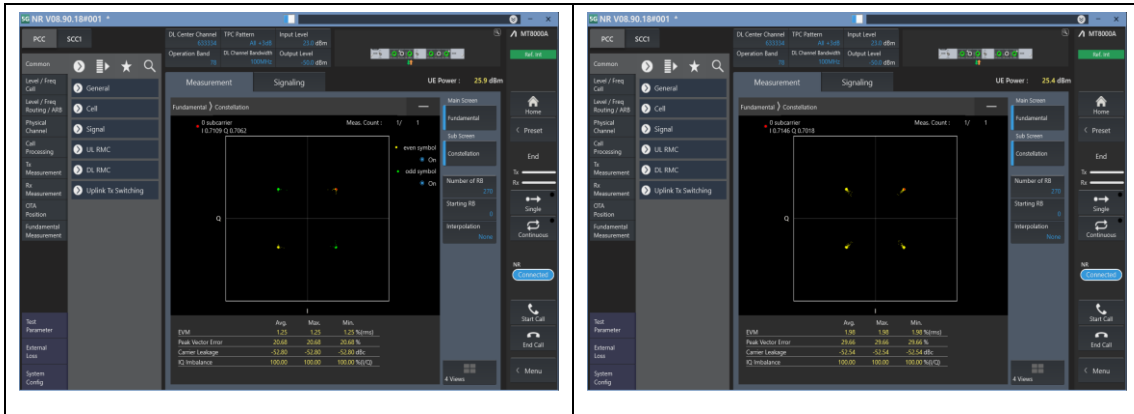 5G NR V08.90.18#001 *
PCC SCC1
DL Center Channel TPC Pattern Input Level
633334 All +3dB 23.0 dBm
Operation Band DL Channel Bandwidth Output Level
78 100MHz -50.0 dBm
MT8000A
Ref. Int
Common
Level / Freq
Cell
Level / Freq
Routing / ARB
Physical
Channel
Call
Processing
Tx
Measurement
Rx
Measurement
OTA
Position
Fundamental
Measurement
Test
Parameter
External
Loss
System
Config
General
Cell
Signal
UL RMC
DL RMC
Uplink Tx Switching
Measurement Signaling
UE Power : 25.9 dBm
Fundamental ❯ Constellation
0 subcarrier Meas. Count : 1/ 1
I 0.7109 Q 0.7062
even symbol
On
odd symbol
On
Q
I
Avg. Max. Min.
EVM 1.25 1.25 1.25 %(rms)
Peak Vector Error 20.68 20.68 20.68 %
Carrier Leakage -52.80 -52.80 -52.80 dBc
IQ Imbalance 100.00 100.00 100.00 %(I/Q)
Main Screen
Fundamental
Sub Screen
Constellation
Number of RB
270
Starting RB
0
Interpolation
None
4 Views
Home
Preset
End
Tx
Rx
Single
Continuous
NR
Connected
Start Call
End Call
Menu
5G NR V08.90.18#001 *
PCC SCC1
DL Center Channel TPC Pattern Input Level
633334 All +3dB 23.0 dBm
Operation Band DL Channel Bandwidth Output Level
78 100MHz -50.0 dBm
MT8000A
Ref. Int
Common
Level / Freq
Cell
Level / Freq
Routing / ARB
Physical
Channel
Call
Processing
Tx
Measurement
Rx
Measurement
OTA
Position
Fundamental
Measurement
Test
Parameter
External
Loss
System
Config
General
Cell
Signal
UL RMC
DL RMC
Uplink Tx Switching
Measurement Signaling
UE Power : 25.4 dBm
Fundamental ❯ Constellation
0 subcarrier Meas. Count : 1/ 1
I 0.7146 Q 0.7018
Q
I
Avg. Max. Min.
EVM 1.98 1.98 1.98 %(rms)
Peak Vector Error 29.66 29.66 29.66 %
Carrier Leakage -52.54 -52.54 -52.54 dBc
IQ Imbalance 100.00 100.00 100.00 %(I/Q)
Main Screen
Fundamental
Sub Screen
Constellation
Number of RB
270
Starting RB
0
Interpolation
None
4 Views
Home
Preset
End
Tx
Rx
Single
Continuous
NR
Connected
Start Call
End Call
Menu